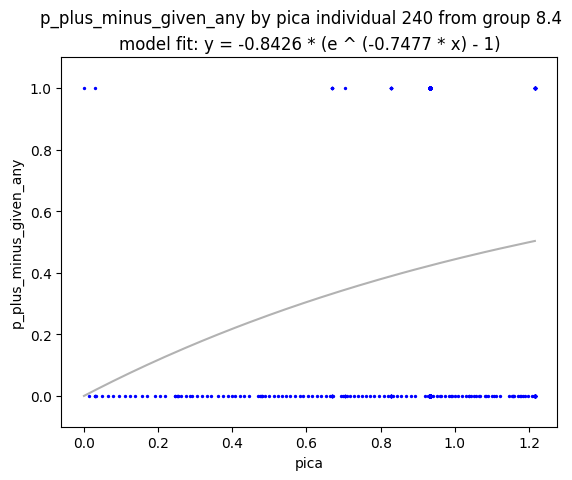 p_plus_minus_given_any by pica individual 240 from group 8.4
model fit: y = -0.8426 * (e ^ (-0.7477 * x) - 1)
1.0
0.8
0.6
0.4
0.2
0.0
p_plus_minus_given_any
0.0 0.2 0.4 0.6 0.8 1.0 1.2
pica